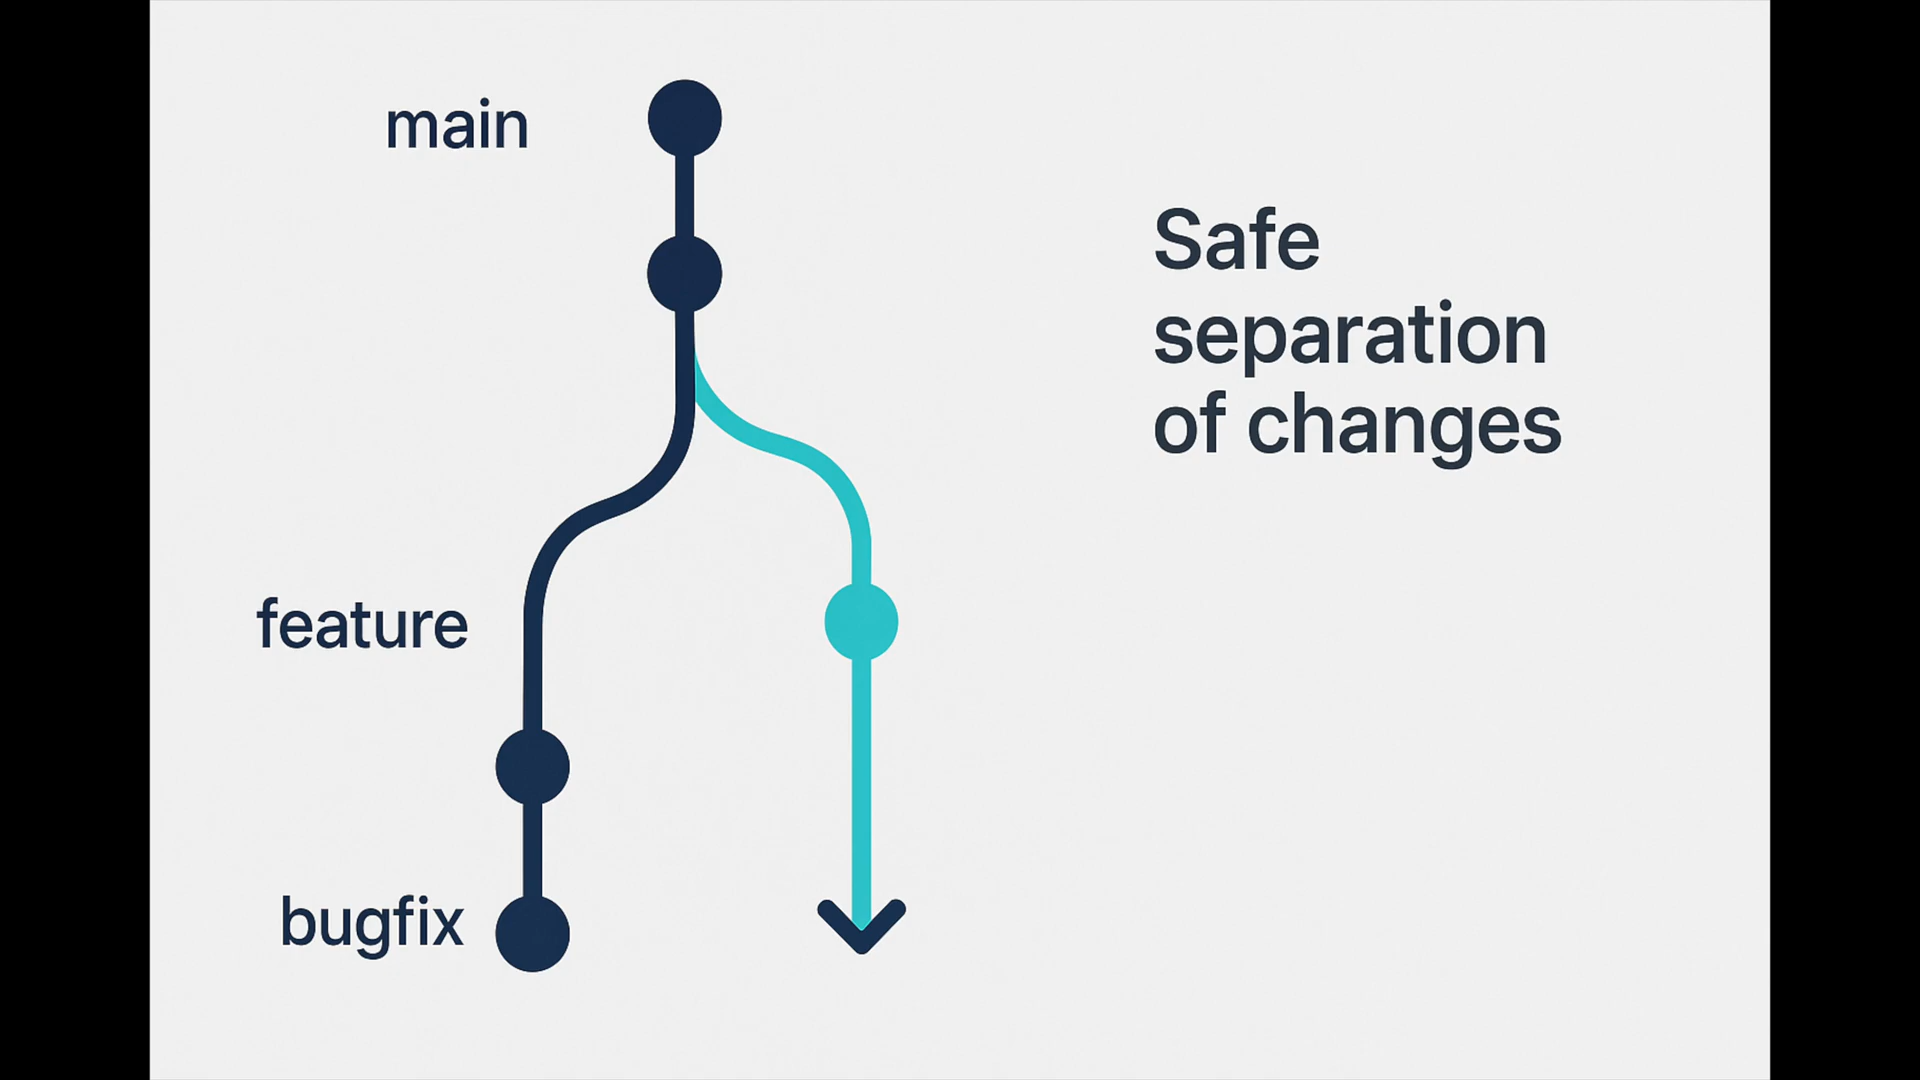 main
Safe
separation
of changes
feature
bugfix